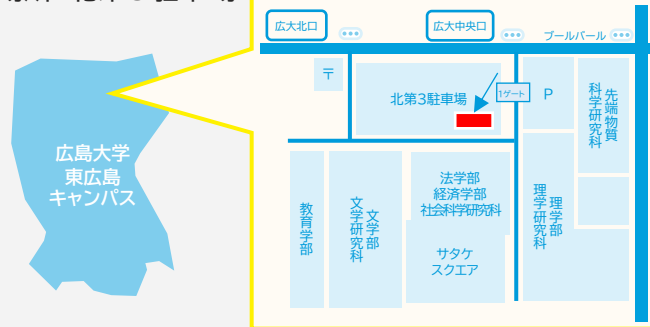 広大北口
広大中央口
ブールバール
〒
北第3駐車場
1ゲート
P
先端物質
科学研究科
広島大学
東広島
キャンパス
教育学部
文学部
文学研究科
法学部
経済学部
社会科学研究科
サタケ
スクエア
理学部
理学研究科